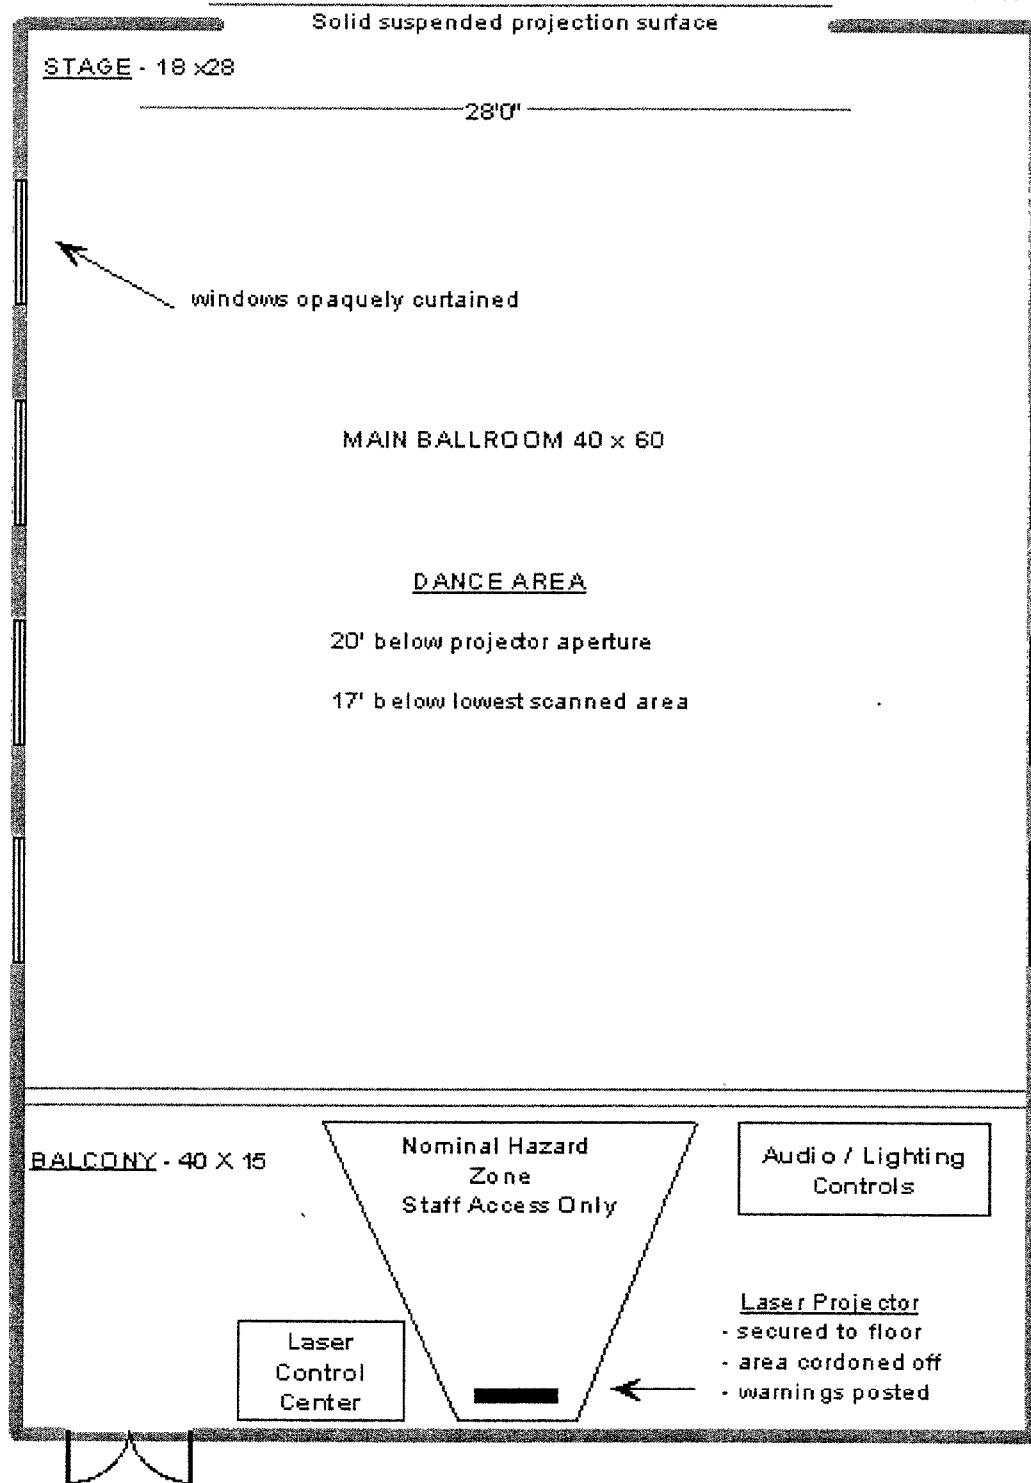 Solid suspended projection surface
STAGE - 18 x28
28'0"
windows opaquely curtained
MAIN BALLROOM 40 x 60
DANCE AREA
20' below projector aperture
17' below lowest scanned area
BALCONY - 40 X 15
Nominal Hazard
Zone
Staff Access Only
Audio / Lighting
Controls
Laser
Control
Center
Laser Projector
- secured to floor
- area cordoned off
- warnings posted